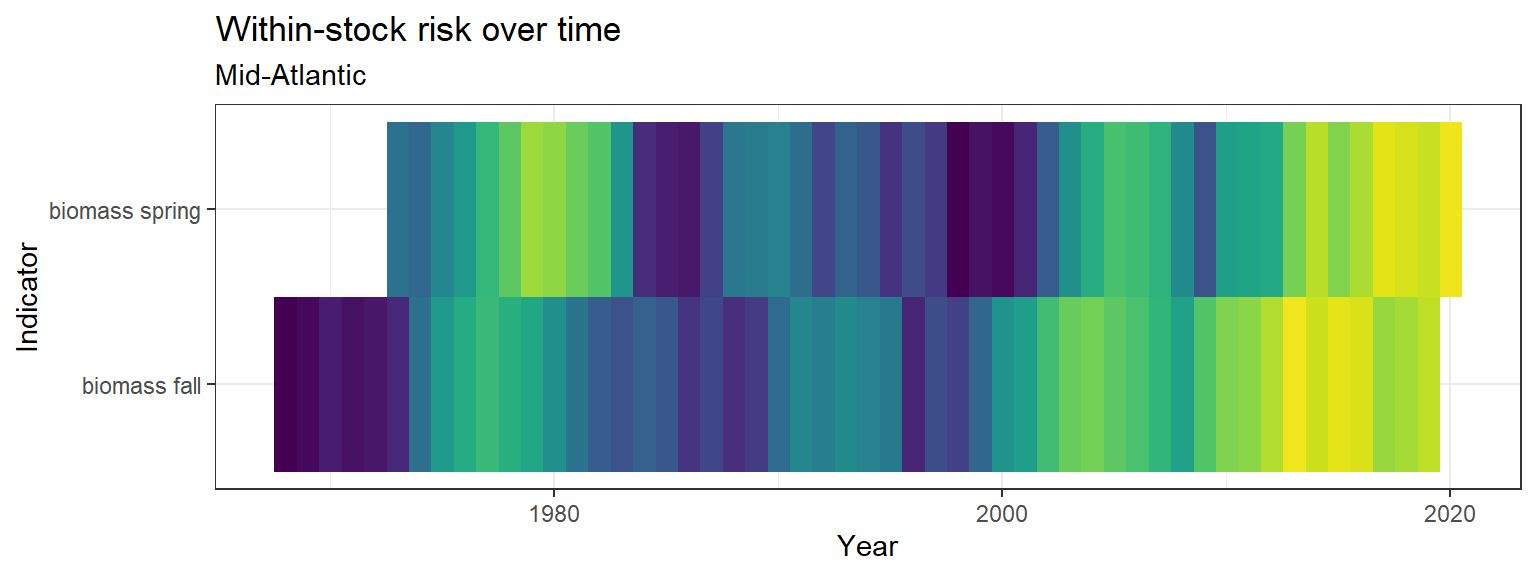 Within-stock risk over time
Mid-Atlantic
biomass spring
biomass fall
Indicator
1980
2000
2020
Year